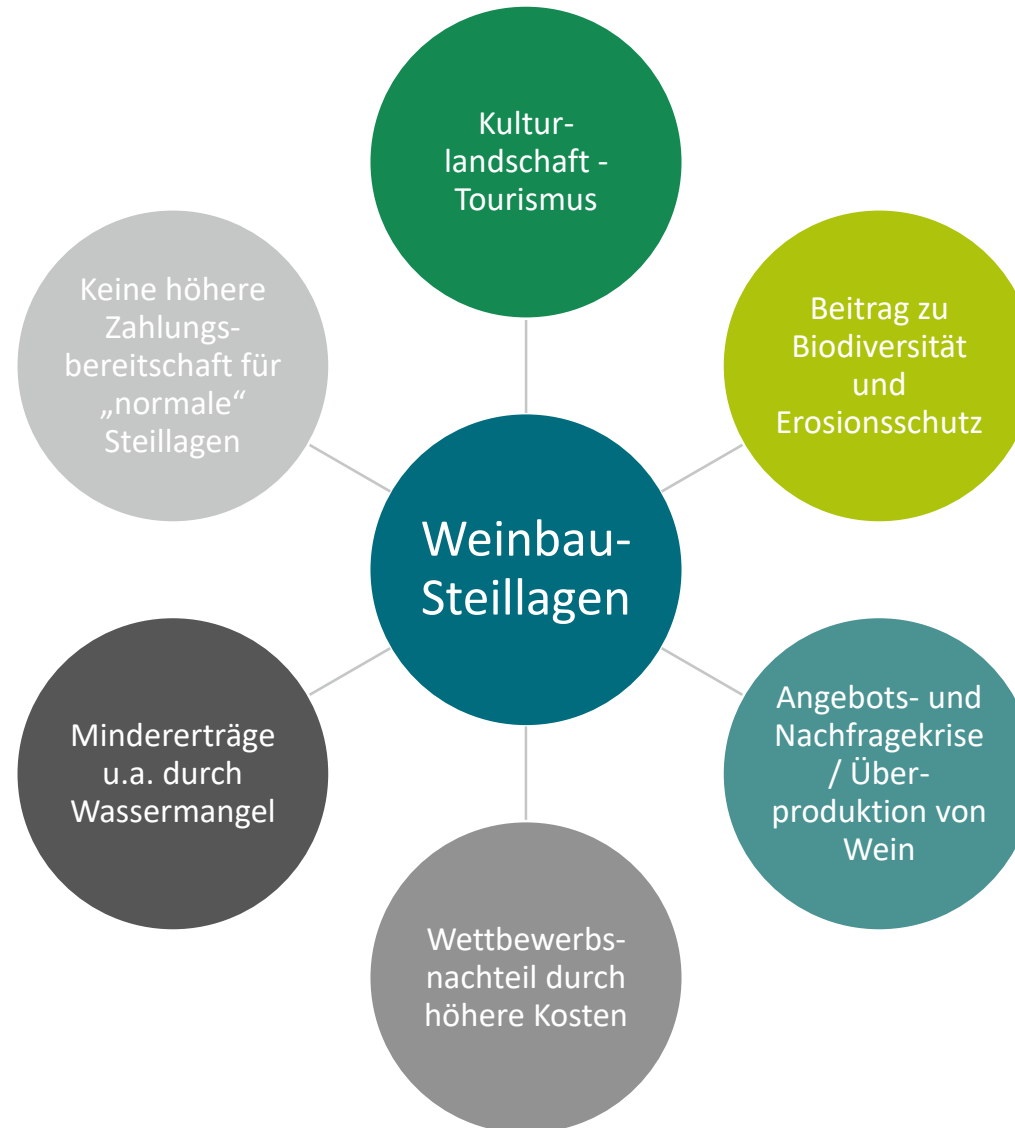 Kultur-
landschaft -
Tourismus
Keine höhere
Zahlungs-
bereitschaft für
„normale“
Steillagen
Beitrag zu
Biodiversität
und
Erosionsschutz
Weinbau-
Steillagen
Mindererträge
u.a. durch
Wassermangel
Angebots- und
Nachfragekrise
/ Über-
produktion von
Wein
Wettbewerbs-
nachteil durch
höhere Kosten